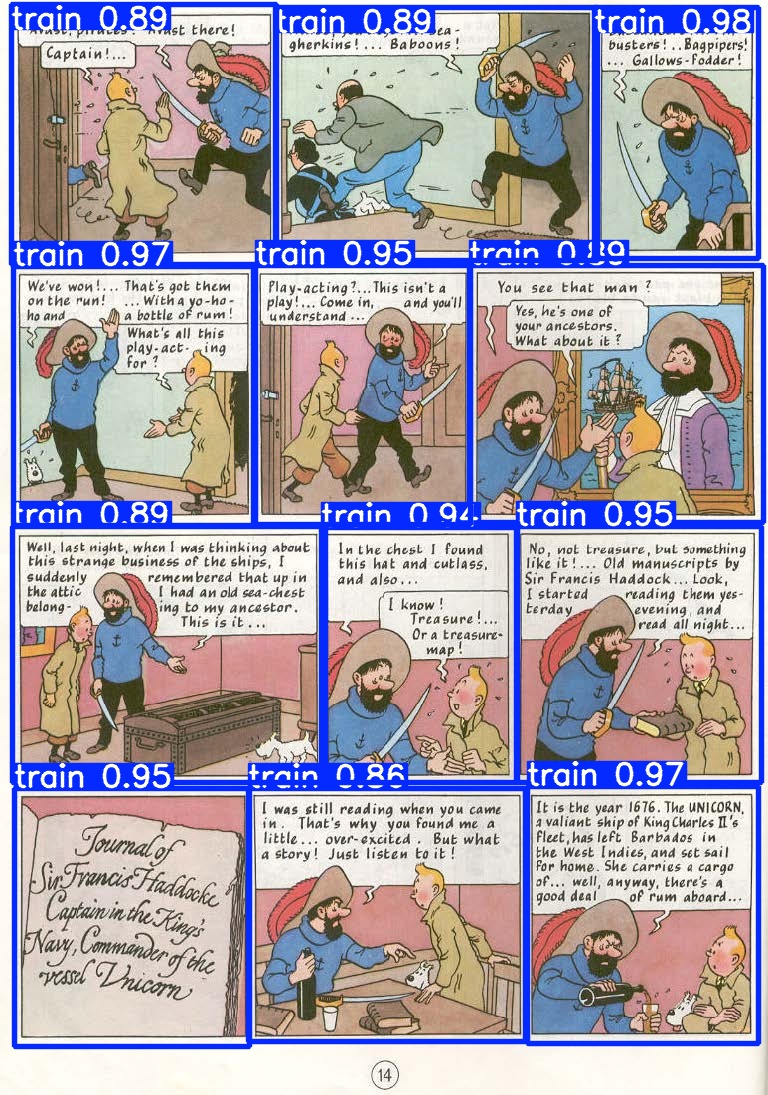 train 0.89
train 0.89
train 0.98
there!
Captain!...
gherkins!... Baboons!
busters!..Bagpipers!
... Gallows-fodder!
train 0.97
train 0.95
train 0.89
We've won!... That's got them
on the run! ... With a yo-ho-
ho and a bottle of rum!
What's all this
play-act- ing
for?
Play-acting?...This isn't a
play!... Come in, and you'll
understand...
You see that man?
Yes, he's one of
your ancestors.
What about it?
train 0.89
train 0.94
train 0.95
Well, last night, when I was thinking about
this strange business of the ships, I
suddenly remembered that up in
the attic I had an old sea-chest
belong- ing to my ancestor.
This is it...
In the chest I found
this hat and cutlass,
and also...
I know!
Treasure!...
Or a treasure-
map!
No, not treasure, but something
like it!... Old manuscripts by
Sir Francis Haddock... Look,
I started reading them yes-
terday evening and
read all night...
train 0.95
train 0.86
train 0.97
Journal of
Sir Francis Haddocke
Captain in the King's
Navy, Commander of the
vessel Unicorn
I was still reading when you came
in. That's why you found me a
little... over-excited. But what
a story! Just listen to it!
It is the year 1676. The UNICORN,
a valiant ship of King Charles II's
fleet, has left Barbados in
the West Indies, and set sail
for home. She carries a cargo
of... well, anyway, there's a
good deal of rum aboard...
14